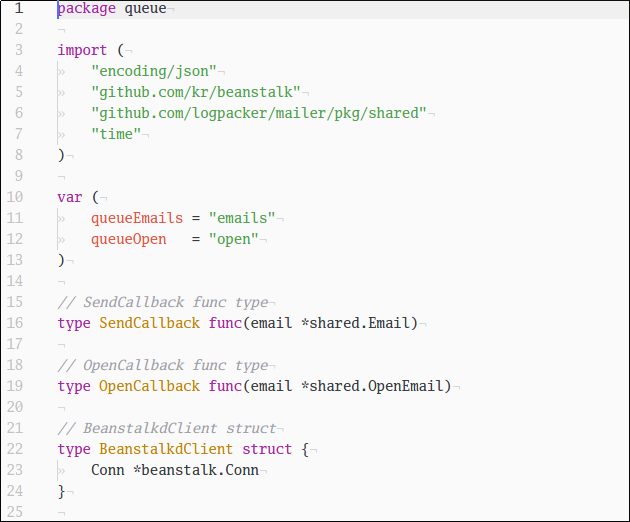 1 package queue¬
2 ¬
3 import (¬
4 » "encoding/json"¬
5 » "github.com/kr/beanstalk"¬
6 » "github.com/logpacker/mailer/pkg/shared"¬
7 » "time"¬
8 )¬
9 ¬
10 var (¬
11 » queueEmails = "emails"¬
12 » queueOpen   = "open"¬
13 )¬
14 ¬
15 // SendCallback func type¬
16 type SendCallback func(email *shared.Email)¬
17 ¬
18 // OpenCallback func type¬
19 type OpenCallback func(email *shared.OpenEmail)¬
20 ¬
21 // BeanstalkdClient struct¬
22 type BeanstalkdClient struct {¬
23 » Conn *beanstalk.Conn¬
24 }¬
25 ¬